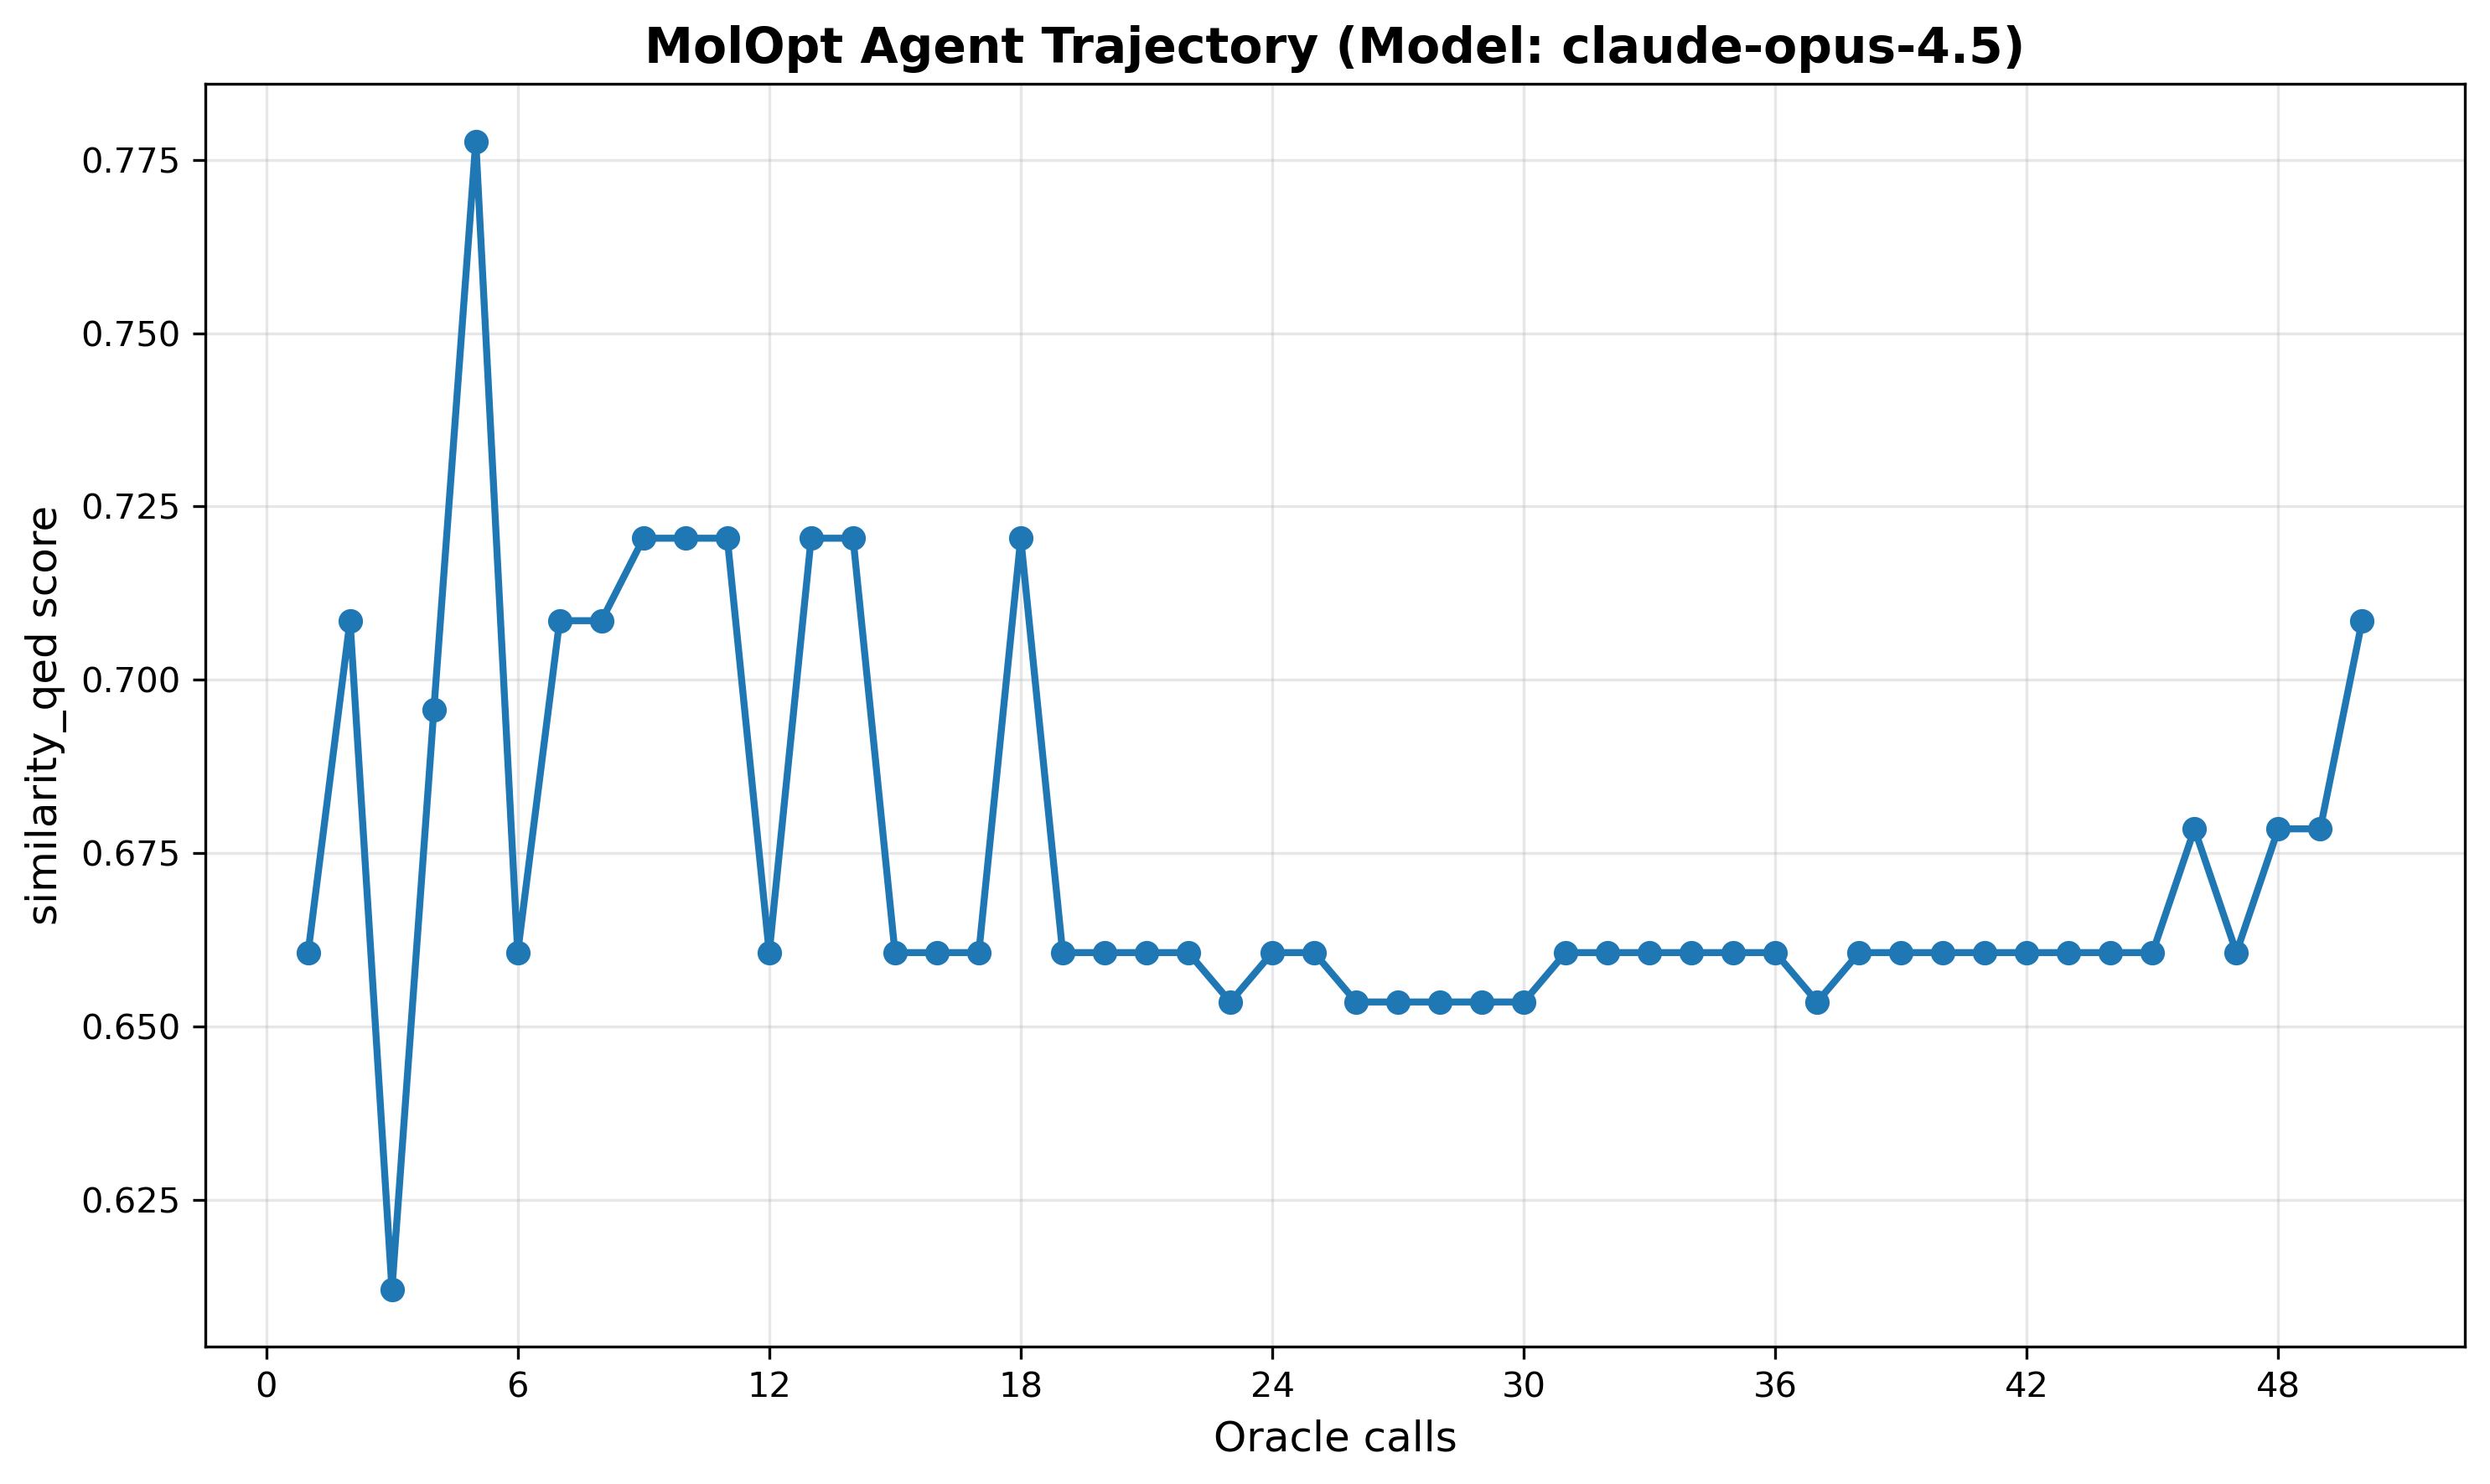 MolOpt Agent Trajectory (Model: claude-opus-4.5)
similarity_qed score
0.775
0.750
0.725
0.700
0.675
0.650
0.625
0 6 12 18 24 30 36 42 48
Oracle calls